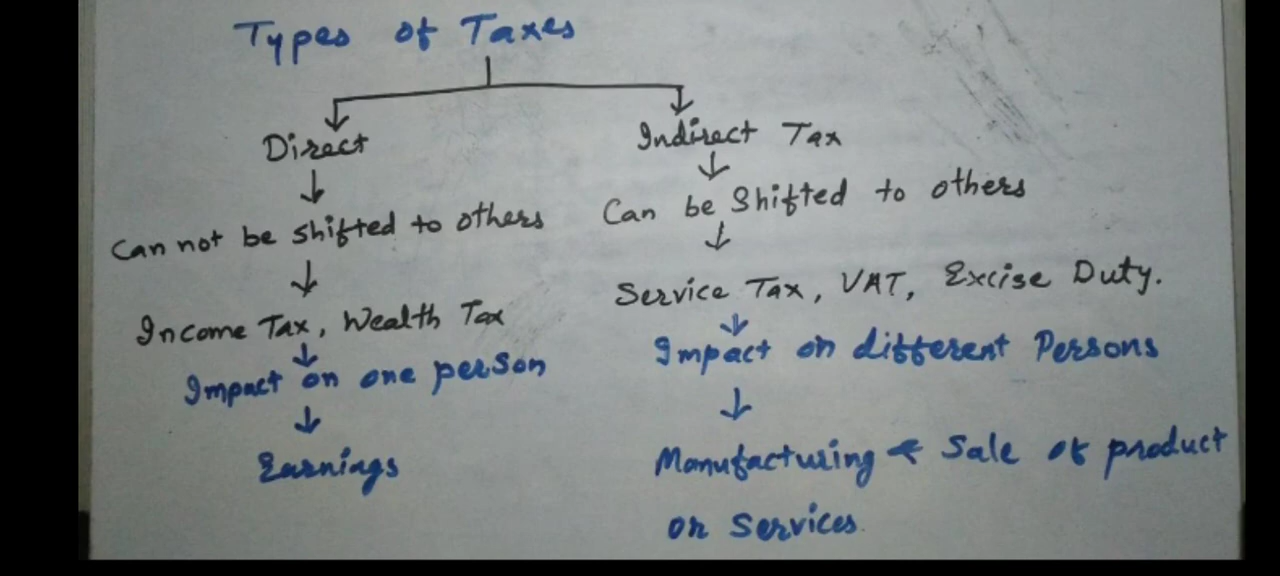 Types of Taxes
Direct
Can not be shifted to others
Income Tax, Wealth Tax
Impact on one person
Earnings
Indirect Tax
Can be Shifted to others
Service Tax, VAT, Excise Duty.
Impact on different Persons
Manufacturing & Sale of product
or Services